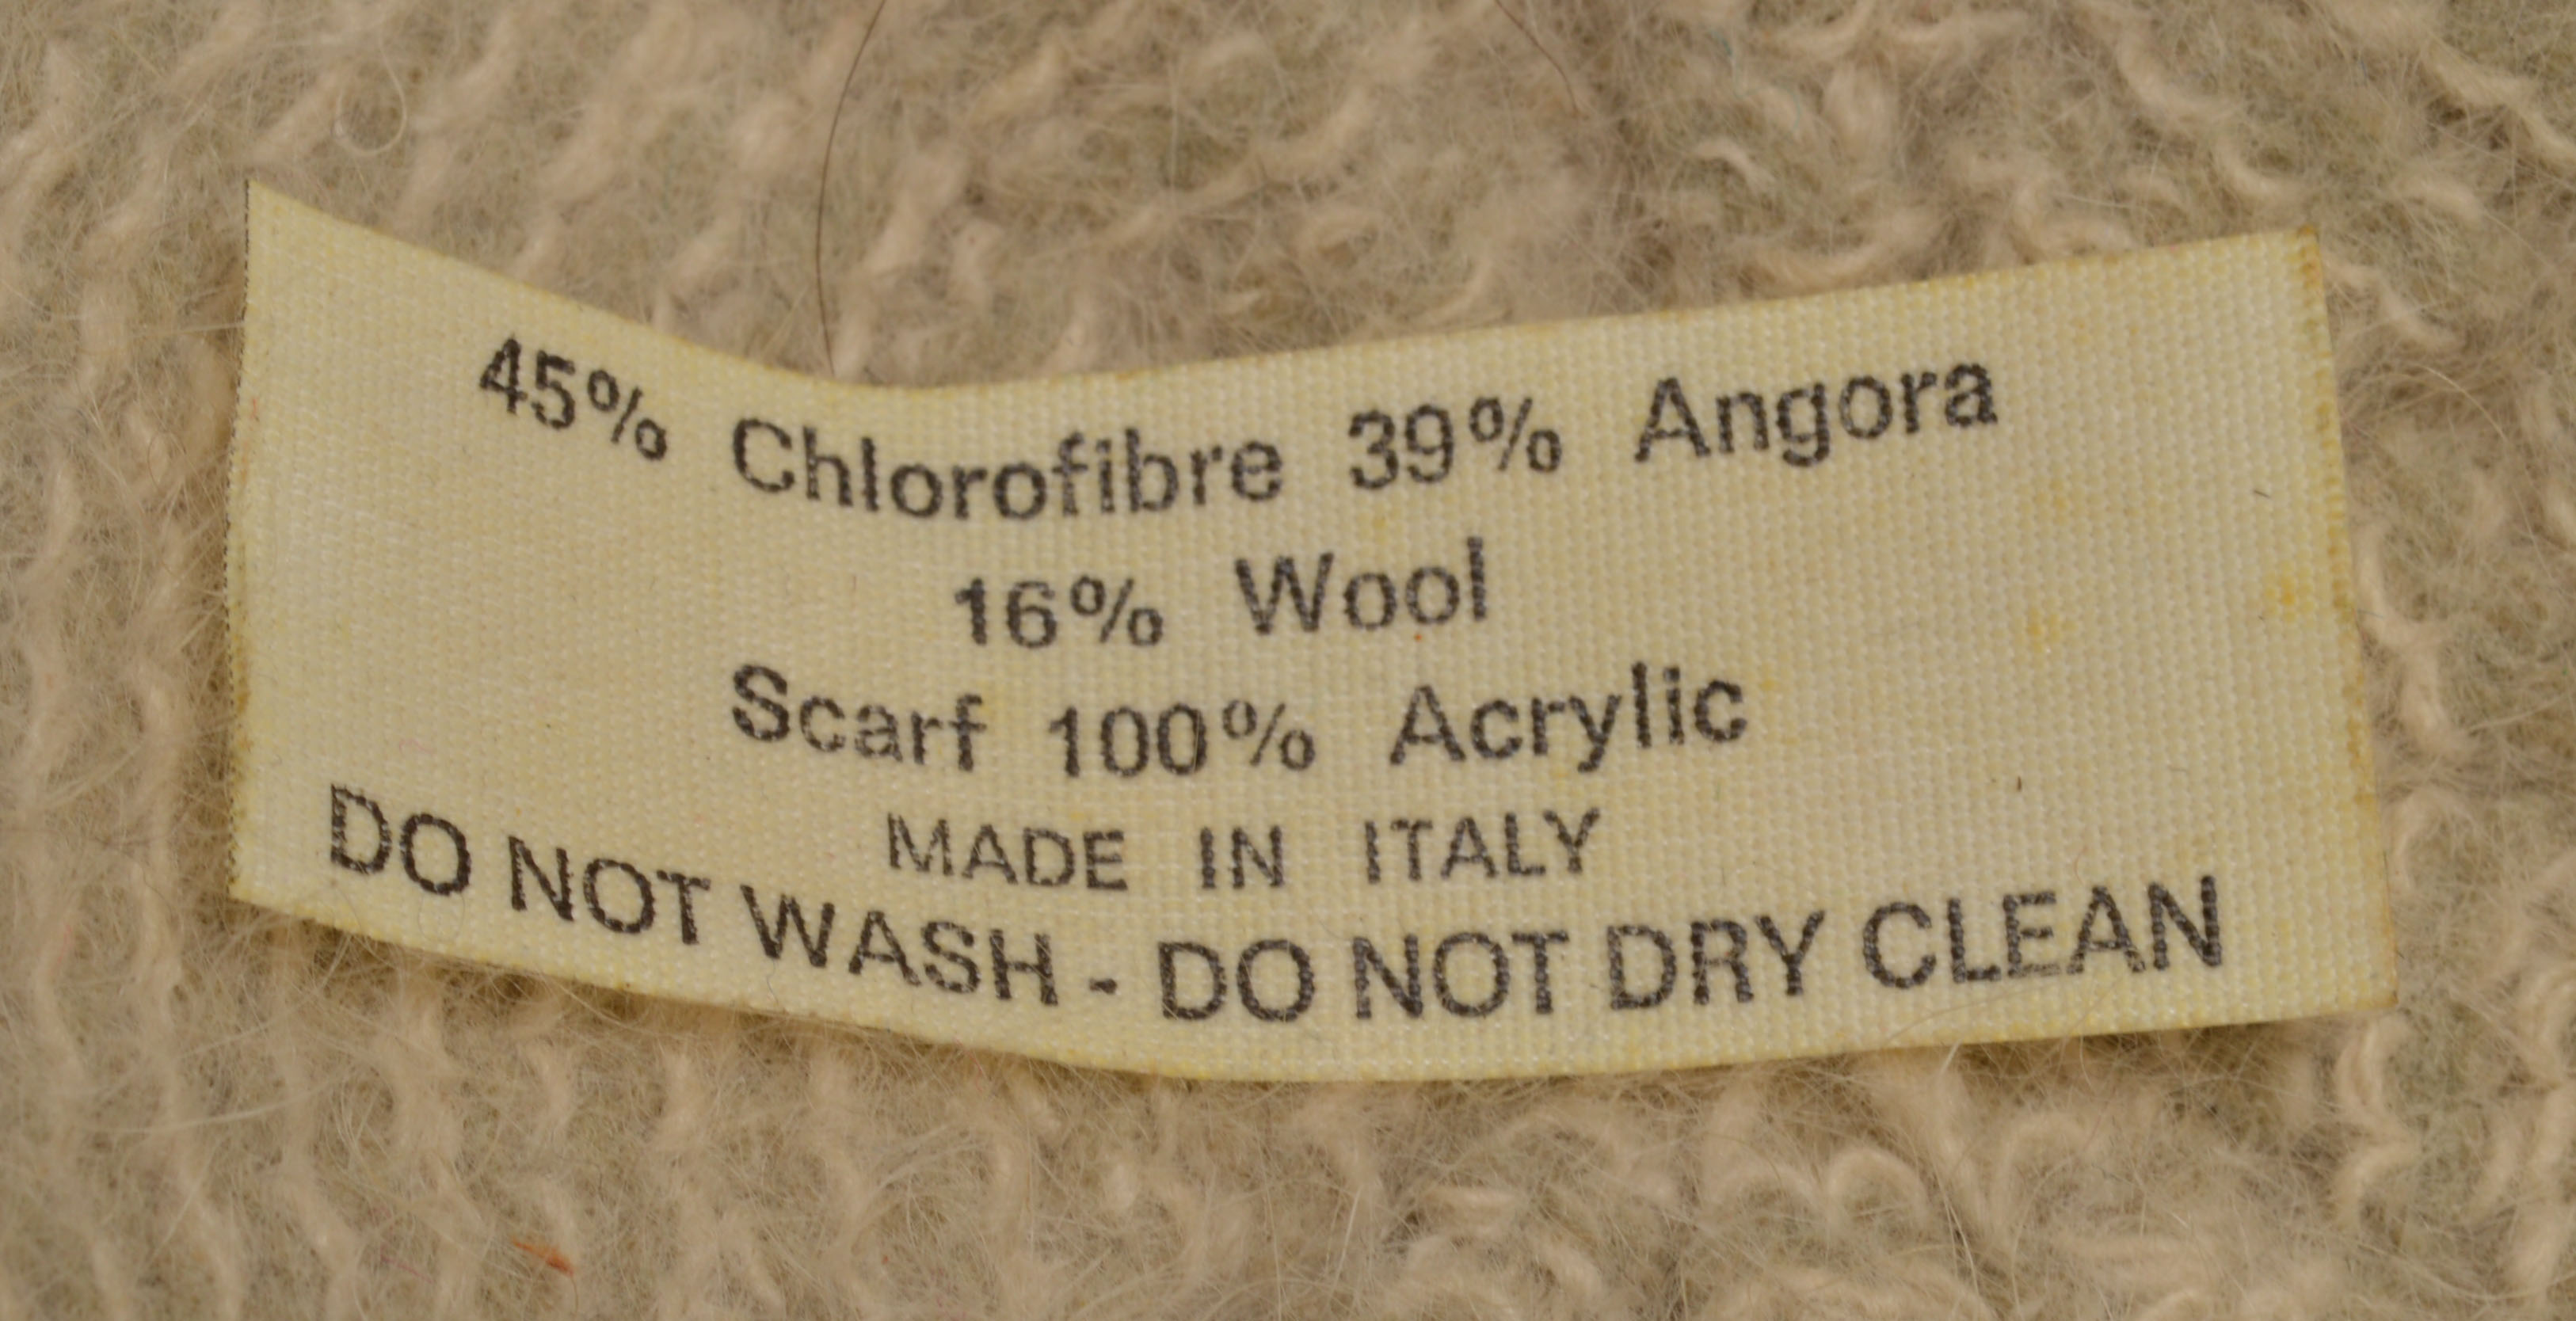 45% Chlorofibre 39% Angora
16% Wool
Scarf 100% Acrylic
MADE IN ITALY
DO NOT WASH - DO NOT DRY CLEAN